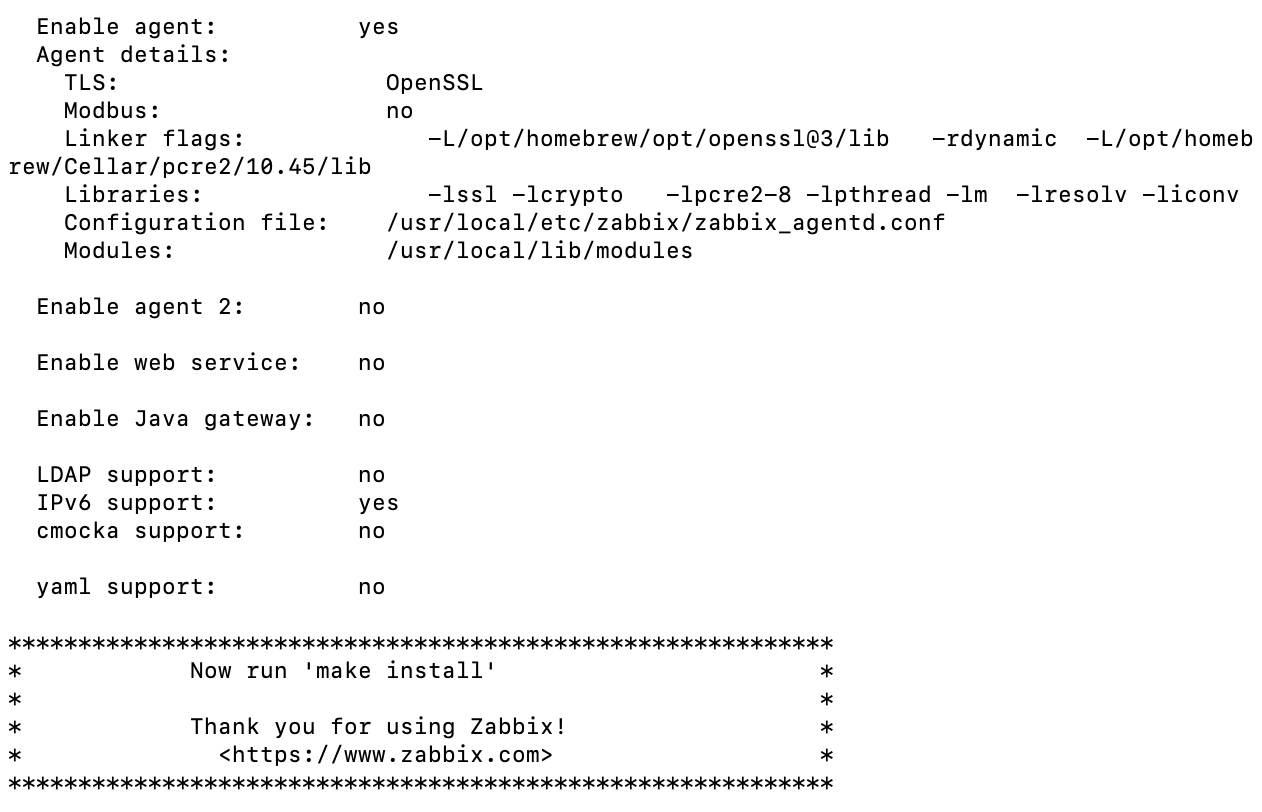 Enable agent: yes
Agent details:
TLS: OpenSSL
Modbus: no
Linker flags: -L/opt/homebrew/opt/openssl@3/lib -rdynamic -L/opt/homeb
rew/Cellar/pcre2/10.45/lib
Libraries: -lssl -lcrypto -lpcre2-8 -lpthread -lm -lresolv -liconv
Configuration file: /usr/local/etc/zabbix/zabbix_agentd.conf
Modules: /usr/local/lib/modules
Enable agent 2: no
Enable web service: no
Enable Java gateway: no
LDAP support: no
IPv6 support: yes
cmocka support: no
yaml support: no
***********************************************************
* Now run 'make install' *
* *
* Thank you for using Zabbix! *
* <https://www.zabbix.com> *
***********************************************************